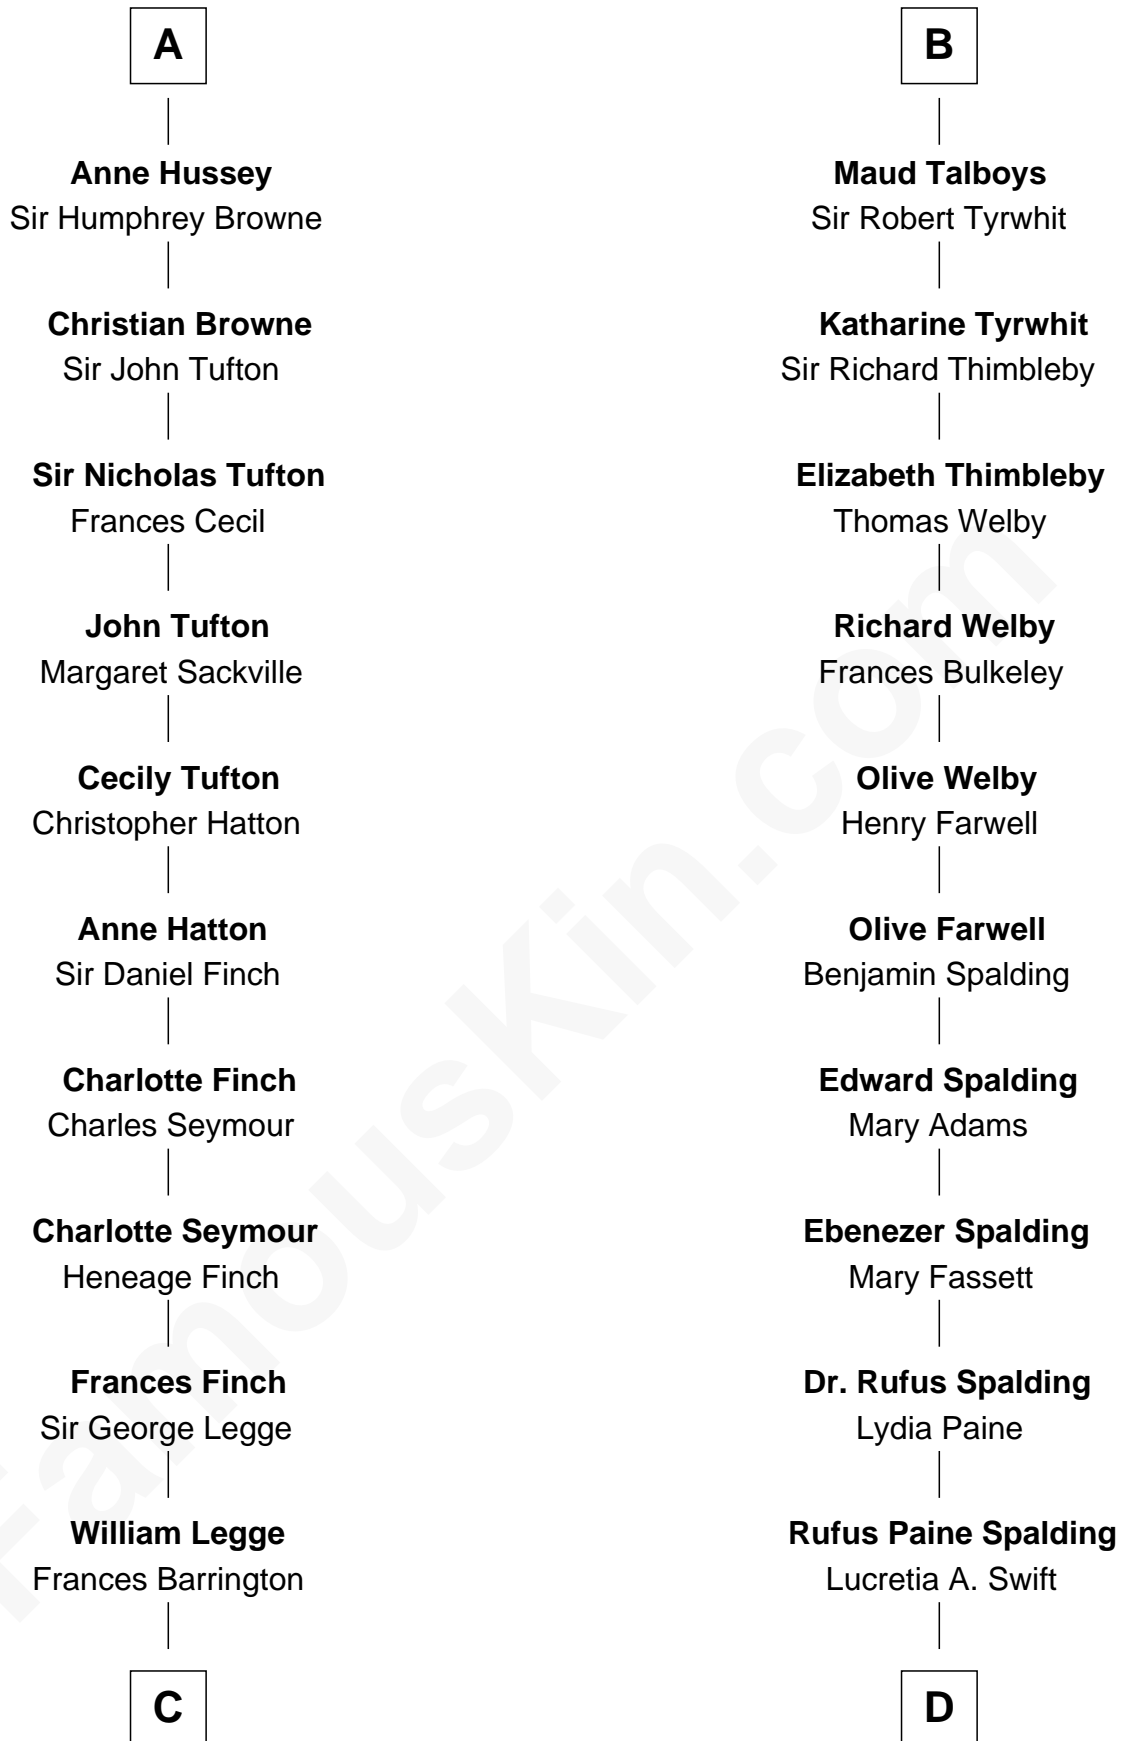 A
Anne Hussey
Sir Humphrey Browne
Christian Browne
Sir John Tufton
Sir Nicholas Tufton
Frances Cecil
John Tufton
Margaret Sackville
Cecily Tufton
Christopher Hatton
Anne Hatton
Sir Daniel Finch
Charlotte Finch
Charles Seymour
Charlotte Seymour
Heneage Finch
Frances Finch
Sir George Legge
William Legge
Frances Barrington
C
B
Maud Talboys
Sir Robert Tyrwhit
Katharine Tyrwhit
Sir Richard Thimbleby
Elizabeth Thimbleby
Thomas Welby
Richard Welby
Frances Bulkeley
Olive Welby
Henry Farwell
Olive Farwell
Benjamin Spalding
Edward Spalding
Mary Adams
Ebenezer Spalding
Mary Fassett
Dr. Rufus Spalding
Lydia Paine
Rufus Paine Spalding
Lucretia A. Swift
D
FamousKin.com